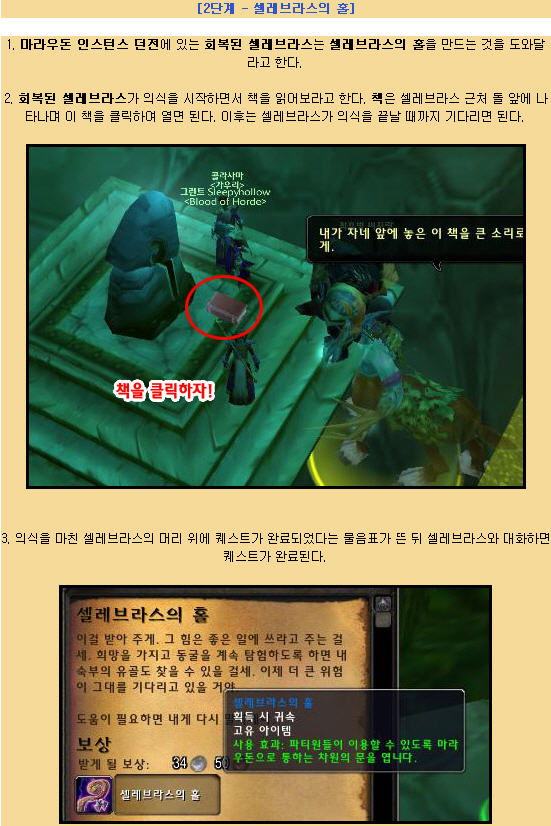 [2단계 - 셀레브라스의 홀]
1. 마라우돈 인스턴스 던전에 있는 회복된 셀레브라스는 셀레브라스의 홀을 만드는 것을 도와달
라고 한다.
2. 회복된 셀레브라스가 의식을 시작하면서 책을 읽어보라고 한다. 책은 셀레브라스 근처 돌 앞에 나
타나며 이 책을 클릭하여 열면 된다. 이후는 셀레브라스가 의식을 끝날 때까지 기다리면 된다.
콜라사마
<가우리>
그런트 Sleepyhollow
<Blood of Horde>
내가 자네 앞에 놓은 이 책을 큰 소리로
게.
책을 클릭하자!
3. 의식을 마친 셀레브라스의 머리 위에 퀘스트가 완료되었다는 물음표가 뜬 뒤 셀레브라스와 대화하면
퀘스트가 완료된다.
셀레브라스의 홀
이걸 받아 주게. 그 힘은 좋은 일에 쓰라고 주는 걸
세. 희망을 가지고 동굴을 계속 탐험하도록 하면 내
숙부의 유골도 찾을 수 있을 걸세. 이제 더 큰 위험
이 그대를 기다리고 있을 거야.
도움이 필요하면 내게 다시
셀레브라스의 홀
획득 시 귀속
고유 아이템
사용 효과: 파티원들이 이용할 수 있도록 마라
우돈으로 통하는 차원의 문을 엽니다.
보상
받게 될 보상: 34 50
셀레브라스의 홀